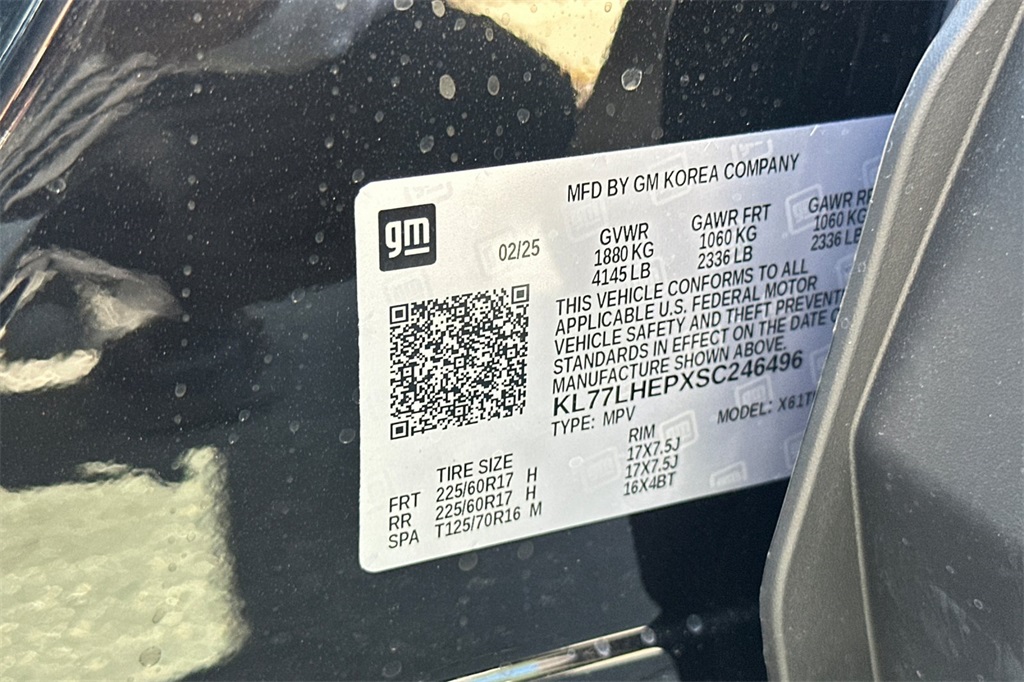 MFD BY GM KOREA COMPANY
gm
02/25
GVWR GAWR FRT GAWR
1880 KG 1060 KG 1060 KG
4145 LB 2336 LB 2336 LB
THIS VEHICLE CONFORMS TO ALL
APPLICABLE U.S. FEDERAL MOTOR
VEHICLE SAFETY AND THEFT PREVENT
STANDARDS IN EFFECT ON THE DATE
MANUFACTURE SHOWN ABOVE.
KL77LHEPXSC246496
TYPE: MPV MODEL:
TIRE SIZE RIM
FRT 225/60R17 H 17X7.5J
RR 225/60R17 H 17X7.5J
SPA T125/70R16 M 16X4BT